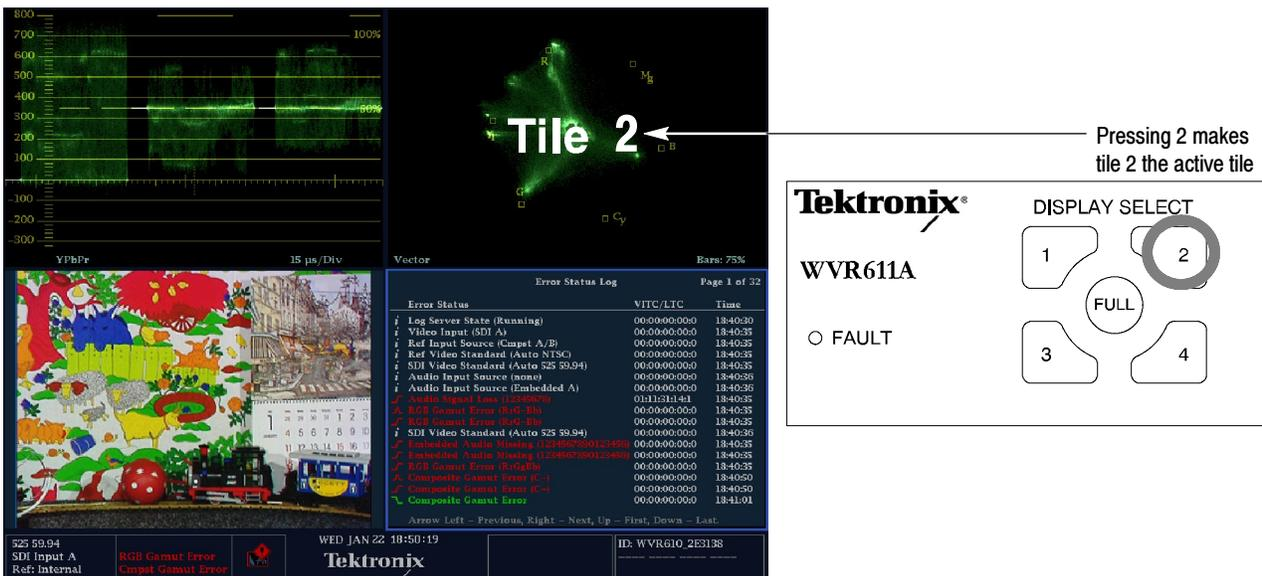 800
700
600
500
400
300
200
100
-100
-200
-300
100%
50%
YPbPr 15 µs/Div
R
Mg
B
G
Cy
Tile 2
Vector Bars: 75%
Pressing 2 makes
tile 2 the active tile
Tektronix®
WVR611A
FAULT
DISPLAY SELECT
1
2
FULL
3
4
Error Status Log Page 1 of 32
Error Status VITC/LTC Time
i Log Server State (Running) 00:00:00:00:0 18:40:30
i Video Input (SDI A) 00:00:00:00:0 18:40:35
i Ref Input Source (Cmpst A/B) 00:00:00:00:0 18:40:35
i Ref Video Standard (Auto NTSC) 00:00:00:00:0 18:40:35
i SDI Video Standard (Auto 525 59.94) 00:00:00:00:0 18:40:35
i Audio Input Source (none) 00:00:00:00:0 18:40:36
i Audio Input Source (Embedded A) 00:00:00:00:0 18:40:36
Audio Signal Loss (12345678) 01:11:31:14:1 18:40:35
RGB Gamut Error (RrG-Bb) 00:00:00:00:0 18:40:35
RGB Gamut Error (RrG-Bb) 00:00:00:00:0 18:40:35
i SDI Video Standard (Auto 525 59.94) 00:00:00:00:0 18:40:36
Embedded Audio Missing (1234567890123456) 00:00:00:00:0 18:40:35
Embedded Audio Missing (1234567890123456) 00:00:00:00:0 18:40:35
RGB Gamut Error (RrGgBb) 00:00:00:00:0 18:40:35
Composite Gamut Error (C-) 00:00:00:00:0 18:40:50
Composite Gamut Error (C-) 00:00:00:00:0 18:40:50
Composite Gamut Error 00:00:00:00:0 18:41:01
Arrow Left – Previous, Right – Next, Up – First, Down – Last.
525 59.94
SDI Input A
Ref: Internal
RGB Gamut Error
Cmpst Gamut Error
WED JAN 22 18:50:19
Tektronix
ID: WVR610_2E3138